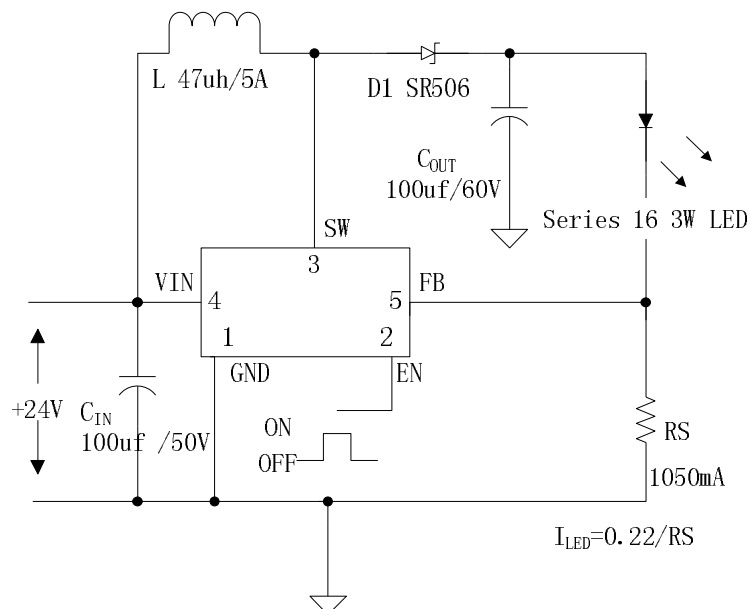 L 47uh/5A
D1 SR506
COUT
100uf/60V
Series 16 3W LED
SW
3
VIN
4
5
FB
1
2
GND
EN
+24V
CIN
100uf /50V
ON
OFF
RS
1050mA
ILED=0.22/RS